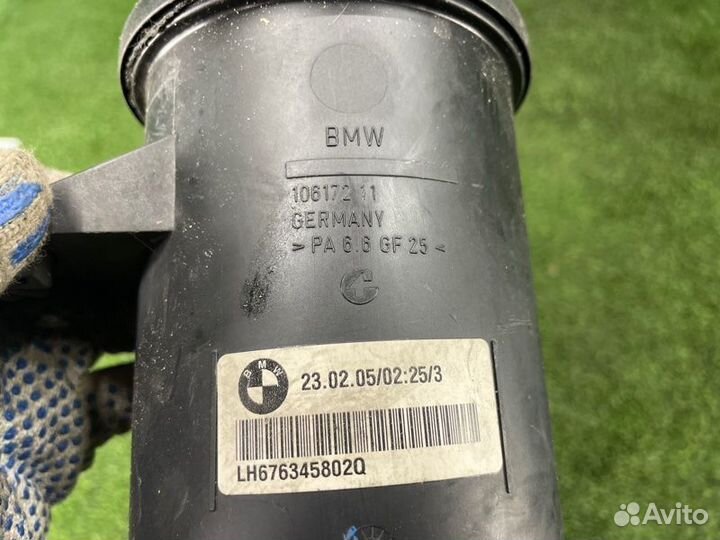 BMW
106172 11
GERMANY
> PA 6.6 GF 25 <
BMW
23.02.05/02:25/3
LH676345802Q
Avito